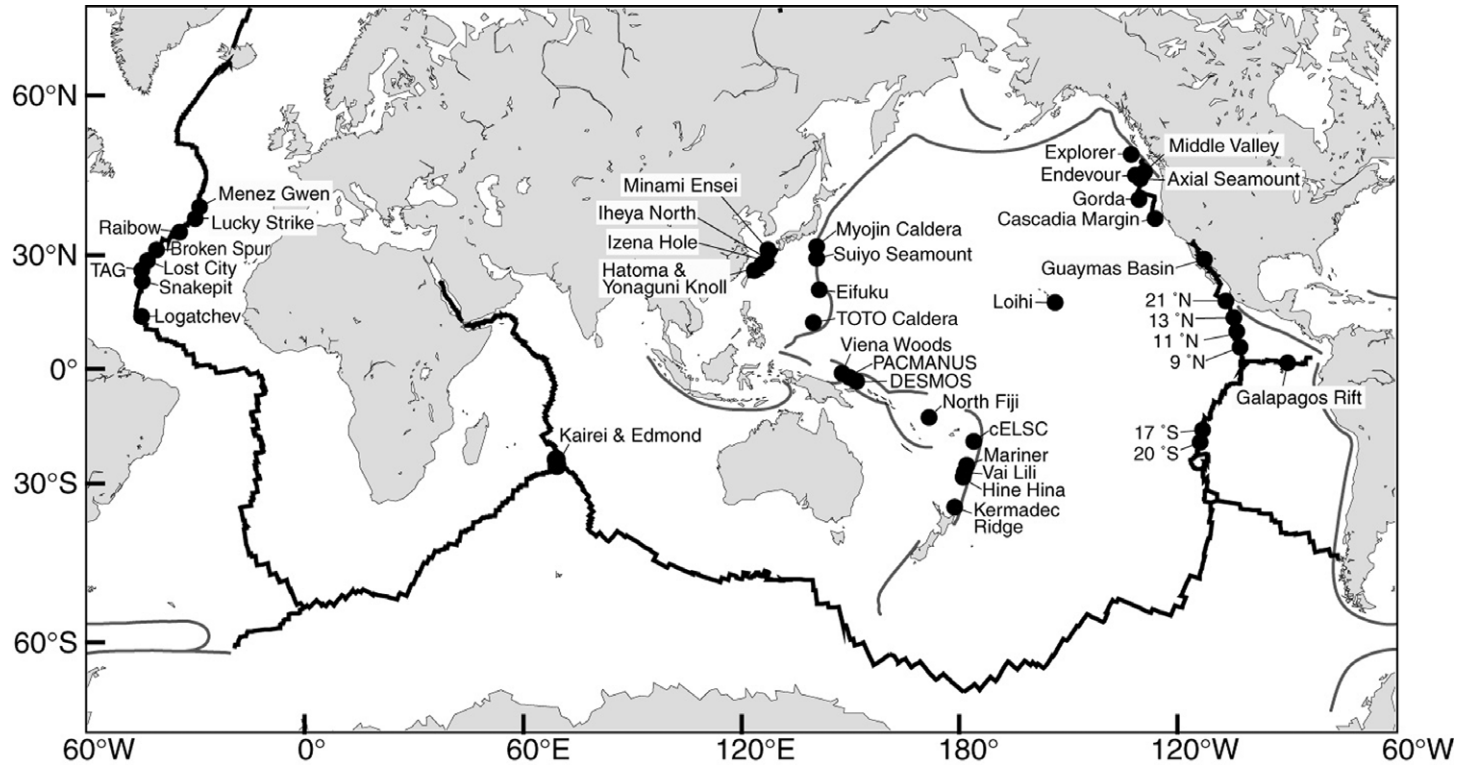 60°N
30°N
0°
30°S
60°S
60°W
0°
60°E
120°E
180°
120°W
60°W
Menez Gwen
Lucky Strike
Raibow
Broken Spur
TAG
Lost City
Snakepit
Logatchev
Kairei & Edmond
Minami Ensei
Iheya North
Izena Hole
Hatoma &
Yonaguni Knoll
Myojin Caldera
Suiyo Seamount
Eifuku
TOTO Caldera
Viena Woods
PACMANUS
DESMOS
North Fiji
cELSC
Mariner
Vai Lili
Hine Hina
Kermadec
Ridge
Loihi
Explorer
Middle Valley
Endevour
Axial Seamount
Gorda
Cascadia Margin
Guaymas Basin
21 °N
13 °N
11 °N
9 °N
Galapagos Rift
17 °S
20 °S